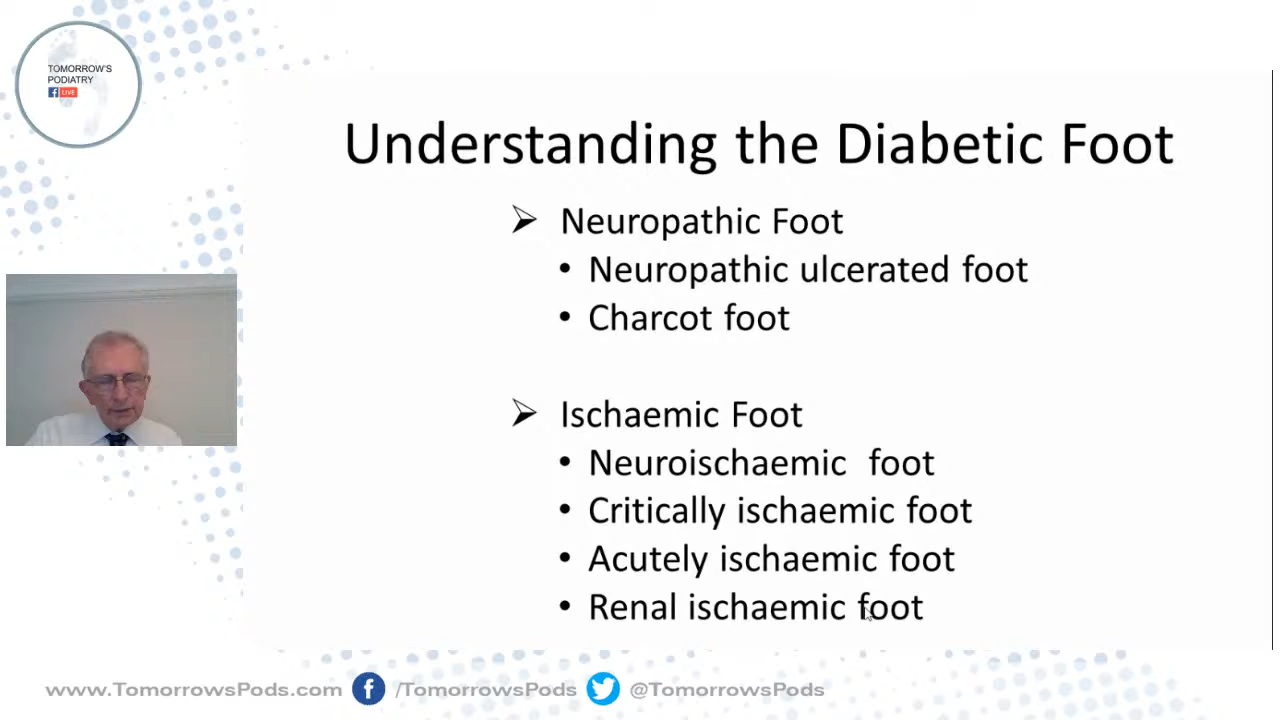 TOMORROW'S
PODIATRY
f LIVE
Understanding the Diabetic Foot
➢ Neuropathic Foot
• Neuropathic ulcerated foot
• Charcot foot
➢ Ischaemic Foot
• Neuroischaemic foot
• Critically ischaemic foot
• Acutely ischaemic foot
• Renal ischaemic foot
www.TomorrowsPods.com f /TomorrowsPods @TomorrowsPods